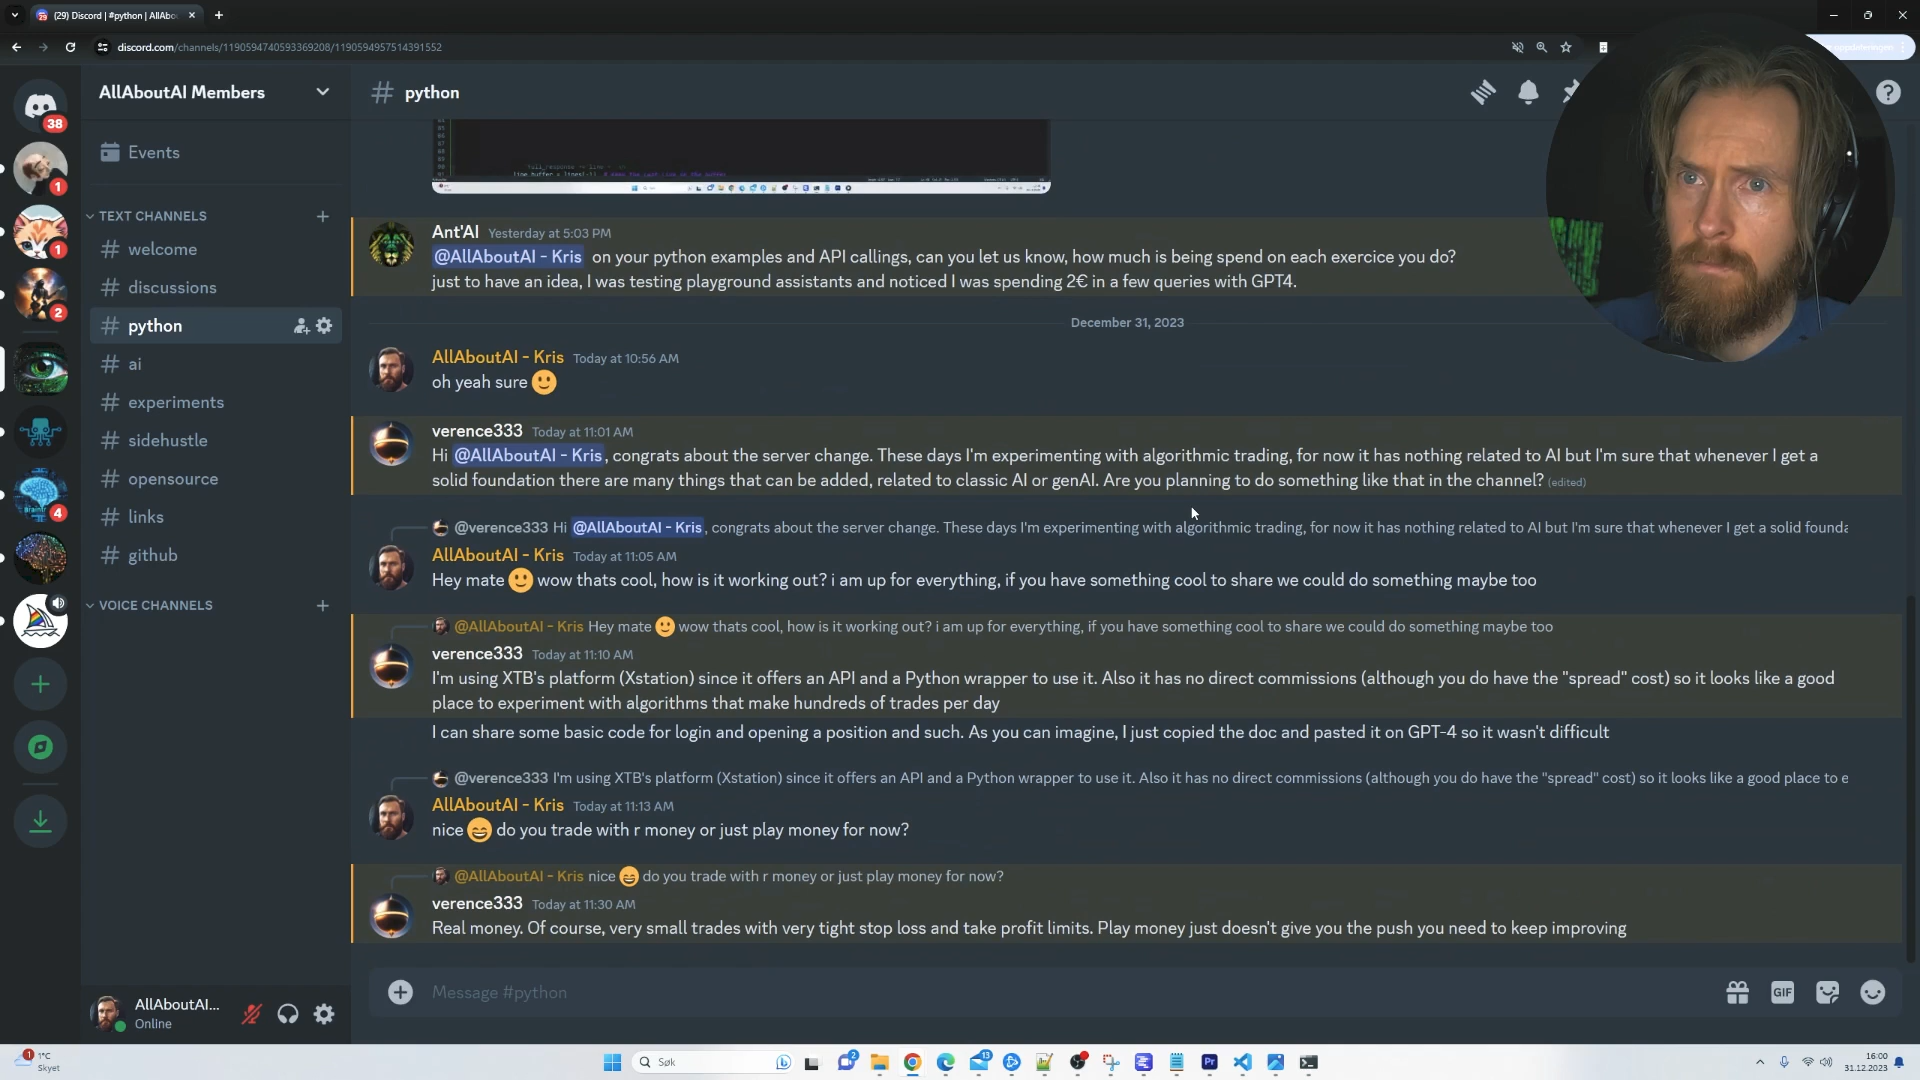 (29) Discord | #python | AllAbo
discord.com/channels/1190594740593369208/1190594957514391552
38
1
1
2
4
AllAboutAI Members
Events
TEXT CHANNELS
welcome
discussions
python
ai
experiments
sidehustle
opensource
links
github
VOICE CHANNELS
AllAboutAI...
Online
python
Ant'AI Yesterday at 5:03 PM
@AllAboutAI - Kris on your python examples and API callings, can you let us know, how much is being spend on each exercice you do?
just to have an idea, I was testing playground assistants and noticed I was spending 2€ in a few queries with GPT4.
December 31, 2023
AllAboutAI - Kris Today at 10:56 AM
oh yeah sure 🙂
verence333 Today at 11:01 AM
Hi @AllAboutAI - Kris, congrats about the server change. These days I'm experimenting with algorithmic trading, for now it has nothing related to AI but I'm sure that whenever I get a
solid foundation there are many things that can be added, related to classic AI or genAI. Are you planning to do something like that in the channel? (edited)
@verence333 Hi @AllAboutAI - Kris, congrats about the server change. These days I'm experimenting with algorithmic trading, for now it has nothing related to AI but I'm sure that whenever I get a solid founda
AllAboutAI - Kris Today at 11:05 AM
Hey mate 🙂 wow thats cool, how is it working out? i am up for everything, if you have something cool to share we could do something maybe too
@AllAboutAI - Kris Hey mate 🙂 wow thats cool, how is it working out? i am up for everything, if you have something cool to share we could do something maybe too
verence333 Today at 11:10 AM
I'm using XTB's platform (Xstation) since it offers an API and a Python wrapper to use it. Also it has no direct commissions (although you do have the "spread" cost) so it looks like a good
place to experiment with algorithms that make hundreds of trades per day
I can share some basic code for login and opening a position and such. As you can imagine, I just copied the doc and pasted it on GPT-4 so it wasn't difficult
@verence333 I'm using XTB's platform (Xstation) since it offers an API and a Python wrapper to use it. Also it has no direct commissions (although you do have the "spread" cost) so it looks like a good place to e
AllAboutAI - Kris Today at 11:13 AM
nice 😄 do you trade with r money or just play money for now?
@AllAboutAI - Kris nice 😄 do you trade with r money or just play money for now?
verence333 Today at 11:30 AM
Real money. Of course, very small trades with very tight stop loss and take profit limits. Play money just doesn't give you the push you need to keep improving
Message #python
GIF
1
1°C
Skyet
Søk
2
13
Pr
16:00
31.12.2023